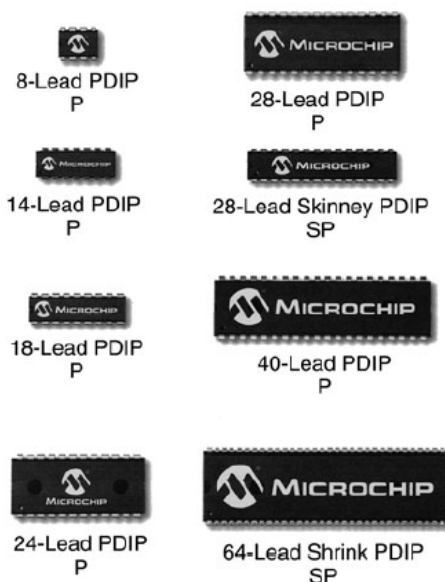 8-Lead PDIP
P
MICROCHIP
28-Lead PDIP
P
MICROCHIP
14-Lead PDIP
P
MICROCHIP
28-Lead Skinney PDIP
SP
MICROCHIP
18-Lead PDIP
P
MICROCHIP
40-Lead PDIP
P
MICROCHIP
24-Lead PDIP
P
MICROCHIP
64-Lead Shrink PDIP
SP